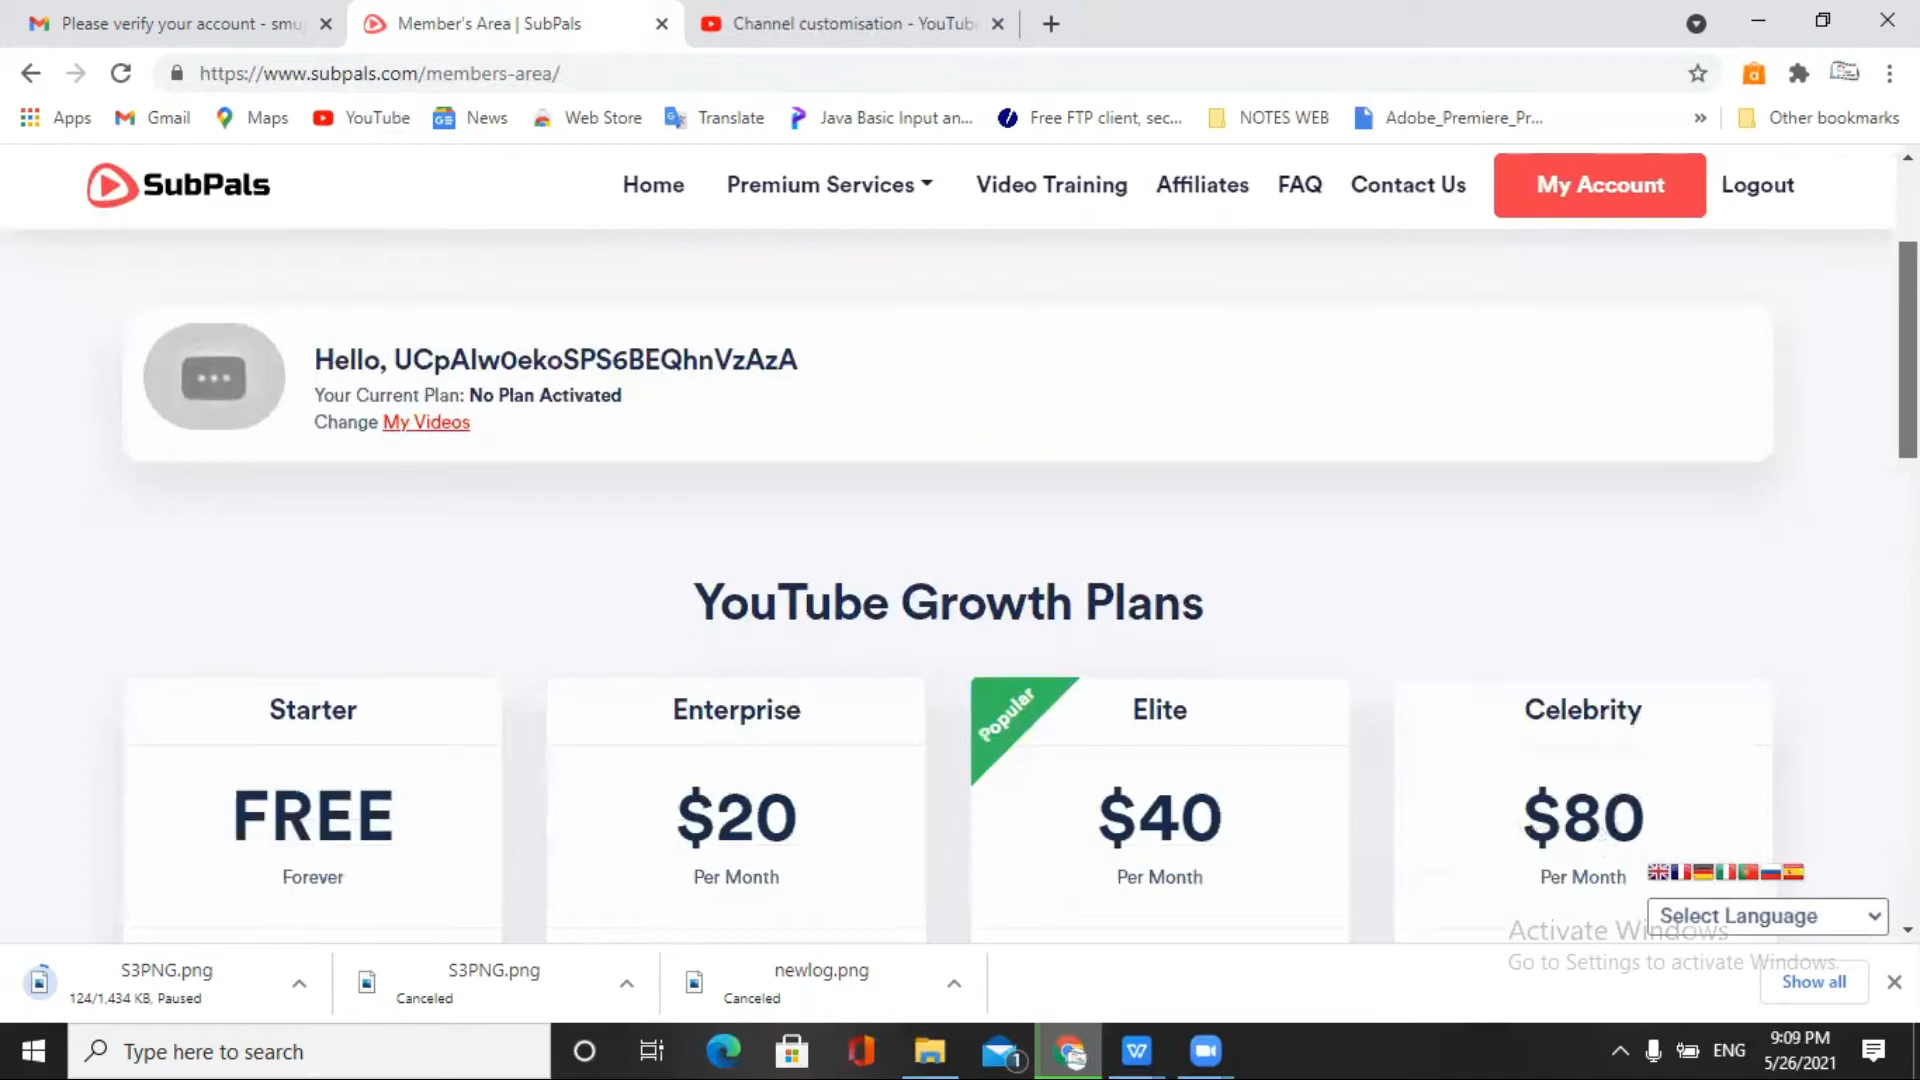 Please verify your account - smu
Member's Area | SubPals
Channel customisation - YouTube
https://www.subpals.com/members-area/
Apps
Gmail
Maps
YouTube
News
Web Store
Translate
Java Basic Input an...
Free FTP client, sec...
NOTES WEB
Adobe_Premiere_Pr...
»
Other bookmarks
SubPals
Home
Premium Services
Video Training
Affiliates
FAQ
Contact Us
My Account
Logout
Hello, UCpAIw0ekoSPS6BEQhnVzAzA
Your Current Plan: No Plan Activated
Change My Videos
YouTube Growth Plans
Starter
FREE
Forever
Enterprise
$20
Per Month
Popular
Elite
$40
Per Month
Celebrity
$80
Per Month
Select Language
Activate Windows
Go to Settings to activate Windows.
S3PNG.png
124/1,434 KB, Paused
S3PNG.png
Canceled
newlog.png
Canceled
Show all
Type here to search
1
ENG
9:09 PM
5/26/2021